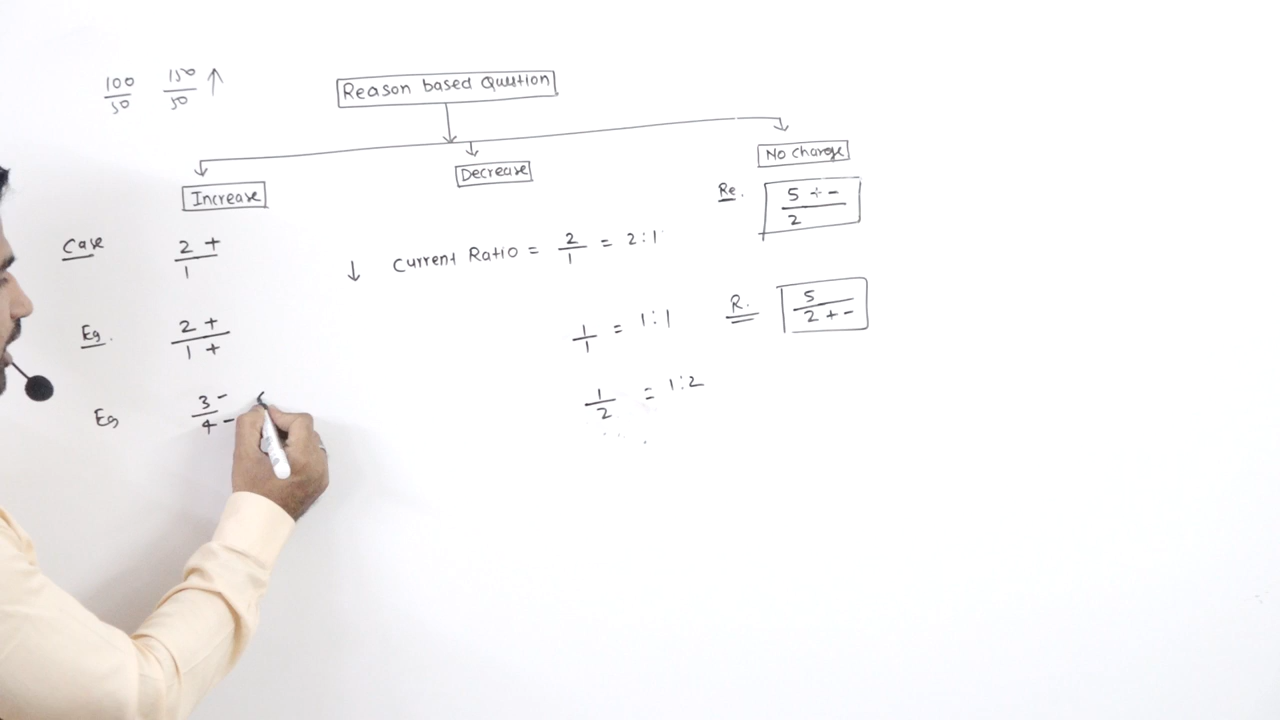 100/50 150/50 ↑
Reason based Question
Increase
Decrease
No change
Case 2+/1
↓ Current Ratio = 2/1 = 2:1
Re. 5+-/2
Eg. 2+/1+
1/1 = 1:1
R. 5/2+-
Eg 3-/4-
1/2 = 1:2